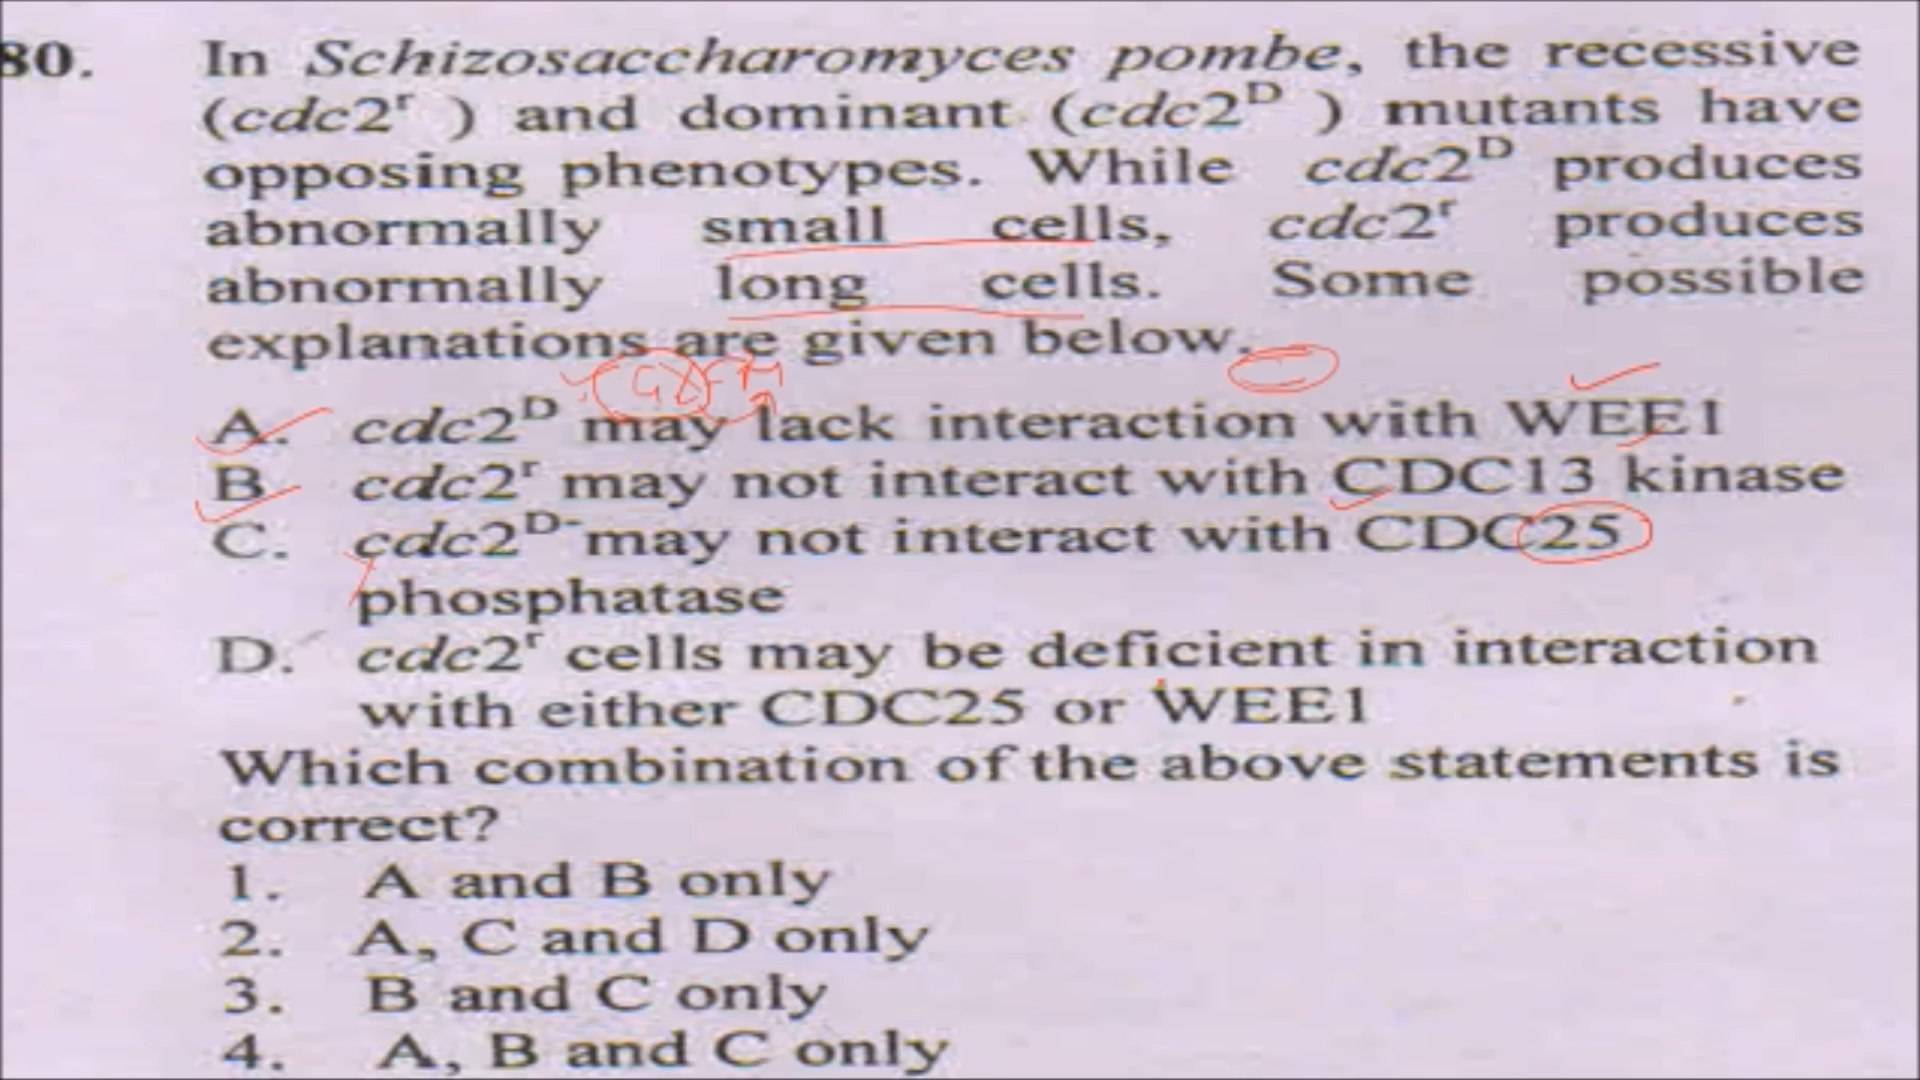 80. In Schizosaccharomyces pombe, the recessive
(cdc2ʳ ) and dominant (cdc2ᴰ ) mutants have
opposing phenotypes. While cdc2ᴰ produces
abnormally small cells, cdc2ʳ produces
abnormally long cells. Some possible
explanations are given below.
A. cdc2ᴰ may lack interaction with WEE1
B cdc2ʳ may not interact with CDC13 kinase
C. cdc2ᴰ may not interact with CDC25
phosphatase
D. cdc2ʳ cells may be deficient in interaction
with either CDC25 or WEE1
Which combination of the above statements is
correct?
1. A and B only
2. A, C and D only
3. B and C only
4. A, B and C only